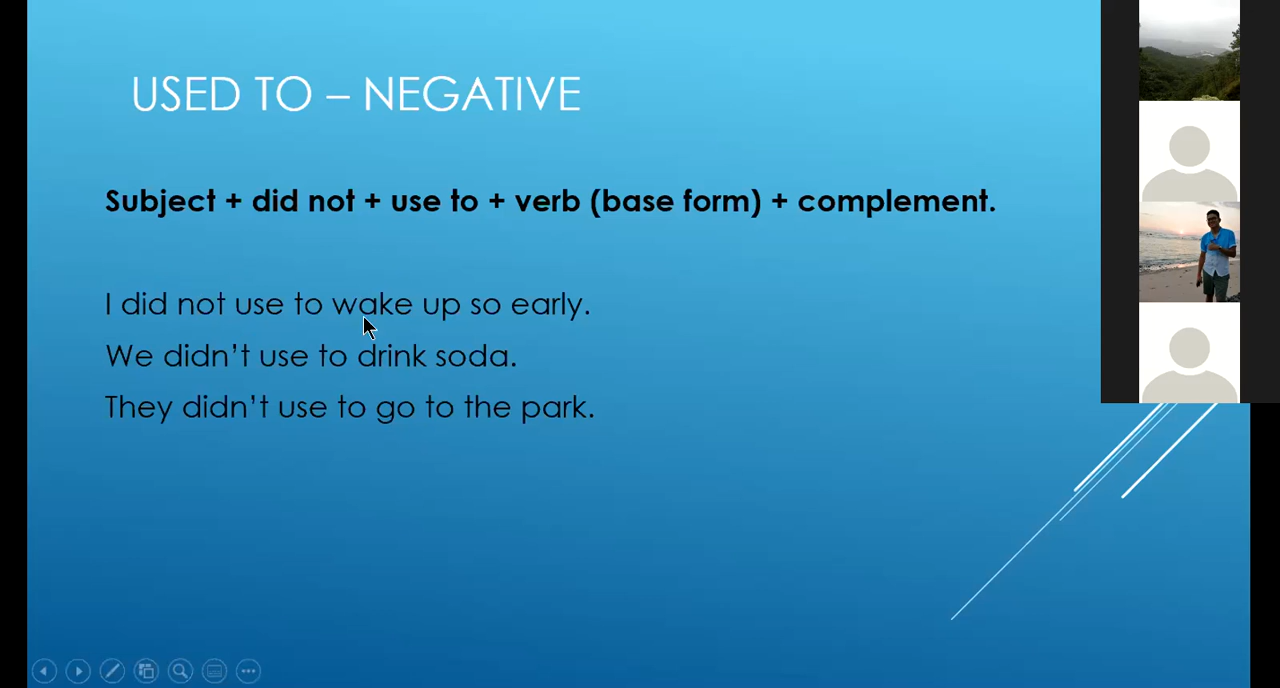 USED TO – NEGATIVE
Subject + did not + use to + verb (base form) + complement.
I did not use to wake up so early.
We didn’t use to drink soda.
They didn’t use to go to the park.